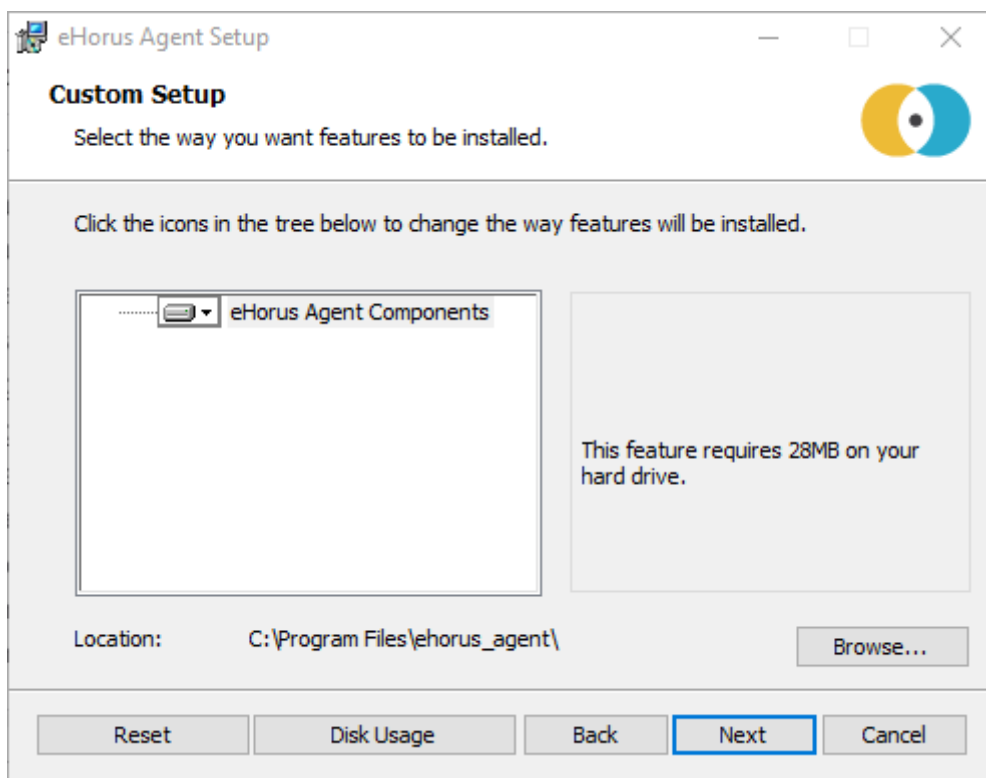 eHorus Agent Setup
Custom Setup
Select the way you want features to be installed.
Click the icons in the tree below to change the way features will be installed.
eHorus Agent Components
This feature requires 28MB on your
hard drive.
Location: C:\Program Files\ehorus_agent\
Browse...
Reset Disk Usage Back Next Cancel